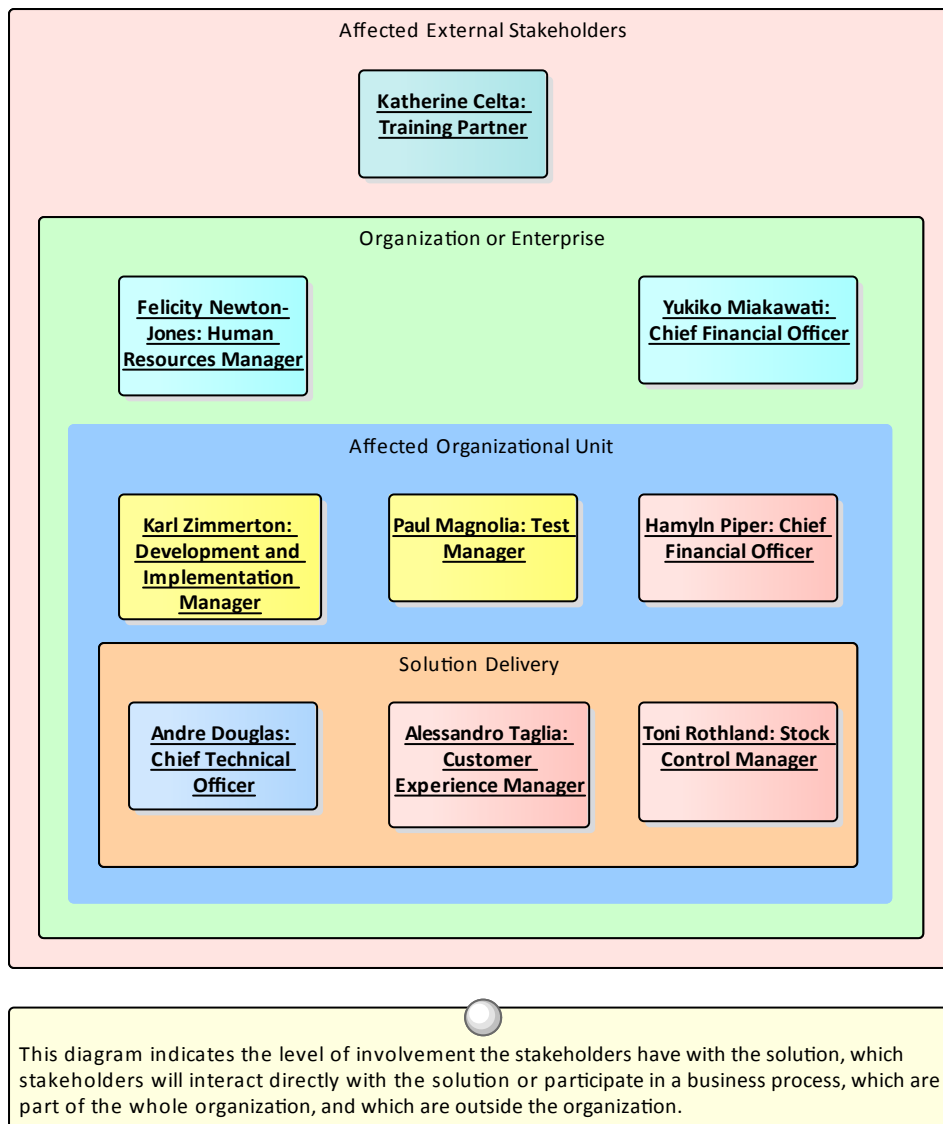 Affected External Stakeholders
Katherine Celta:
Training Partner
Organization or Enterprise
Felicity Newton-
Jones: Human
Resources Manager
Yukiko Miakawati:
Chief Financial Officer
Affected Organizational Unit
Karl Zimmerton:
Development and
Implementation
Manager
Paul Magnolia: Test
Manager
Hamyln Piper: Chief
Financial Officer
Solution Delivery
Andre Douglas:
Chief Technical
Officer
Alessandro Taglia:
Customer
Experience Manager
Toni Rothland: Stock
Control Manager
This diagram indicates the level of involvement the stakeholders have with the solution, which
stakeholders will interact directly with the solution or participate in a business process, which are
part of the whole organization, and which are outside the organization.